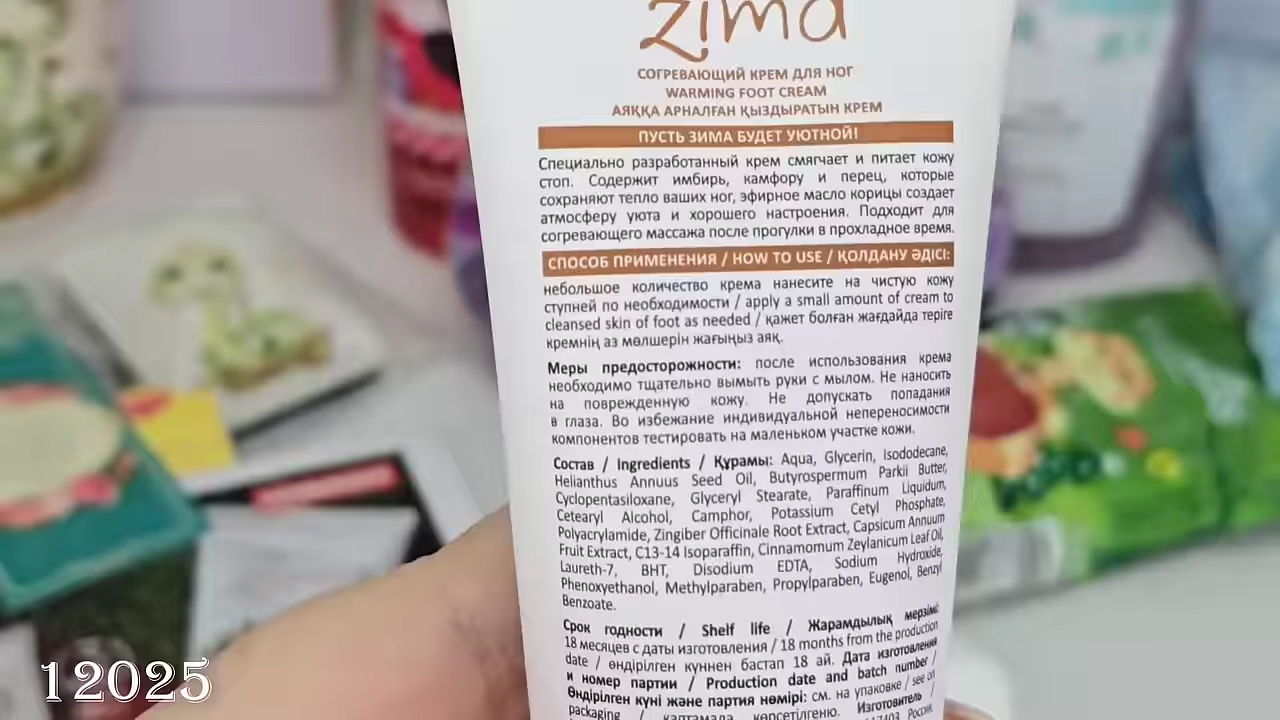 zima
СОГРЕВАЮЩИЙ КРЕМ ДЛЯ НОГ
WARMING FOOT CREAM
АЯҚҚА АРНАЛҒАН ҚЫЗДЫРАТЫН КРЕМ
ПУСТЬ ЗИМА БУДЕТ УЮТНОЙ!
Специально разработанный крем смягчает и питает кожу
стоп. Содержит имбирь, камфору и перец, которые
сохраняют тепло ваших ног, эфирное масло корицы создает
атмосферу уюта и хорошего настроения. Подходит для
согревающего массажа после прогулки в прохладное время.
СПОСОБ ПРИМЕНЕНИЯ / HOW TO USE / ҚОЛДАНУ ӘДІСІ:
небольшое количество крема нанесите на чистую кожу
ступней по необходимости / apply a small amount of cream to
cleansed skin of foot as needed / қажет болған жағдайда теріге
кремнің аз мөлшерін жағыңыз аяқ.
Меры предосторожности: после использования крема
необходимо тщательно вымыть руки с мылом. Не наносить
на поврежденную кожу. Не допускать попадания
в глаза. Во избежание индивидуальной непереносимости
компонентов тестировать на маленьком участке кожи.
Состав / Ingredients / Құрамы: Aqua, Glycerin, Isododecane,
Helianthus Annuus Seed Oil, Butyrospermum Parkii Butter,
Cyclopentasiloxane, Glyceryl Stearate, Paraffinum Liquidum,
Cetearyl Alcohol, Camphor, Potassium Cetyl Phosphate,
Polyacrylamide, Zingiber Officinale Root Extract, Capsicum Annuum
Fruit Extract, C13-14 Isoparaffin, Cinnamomum Zeylanicum Leaf Oil,
Laureth-7, BHT, Disodium EDTA, Sodium Hydroxide,
Phenoxyethanol, Methylparaben, Propylparaben, Eugenol, Benzyl
Benzoate.
Срок годности / Shelf life / Жарамдылық мерзімі:
18 месяцев с даты изготовления / 18 months from the production
date / өндірілген күннен бастап 18 ай. Дата изготовления
и номер партии / Production date and batch number /
Өндірілген күні және партия нөмірі: см. на упаковке / see on
packaging / қаптамада көрсетілгену. Изготовитель /
Россия,
12025